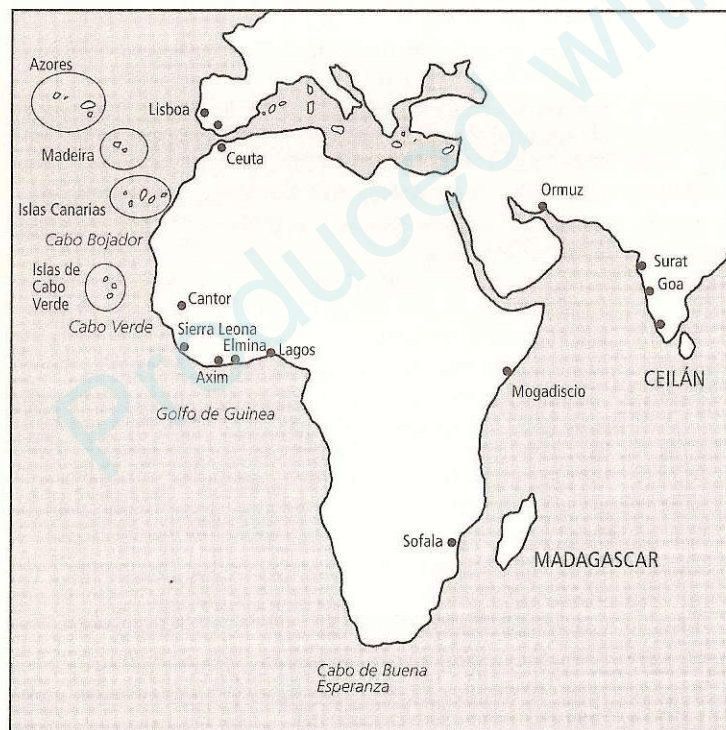 Azores
Lisboa
Madeira
Ceuta
Islas Canarias
Ormuz
Cabo Bojador
Islas de
Cabo
Verde
Surat
Goa
Cantor
Cabo Verde
Sierra Leona
Elmina
Lagos
Axim
CEILÁN
Mogadiscio
Golfo de Guinea
Sofala
MADAGASCAR
Cabo de Buena
Esperanza
Produced with